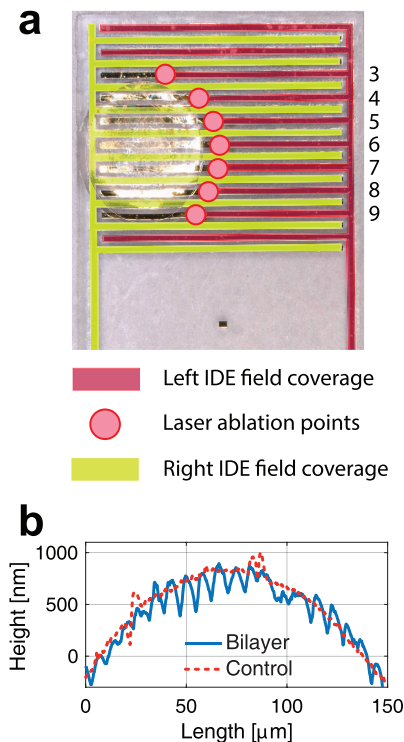 a
3
4
5
6
7
8
9
Left IDE field coverage
Laser ablation points
Right IDE field coverage
b
1000
500
0
Height [nm]
Bilayer
Control
0
50
100
150
Length [μm]